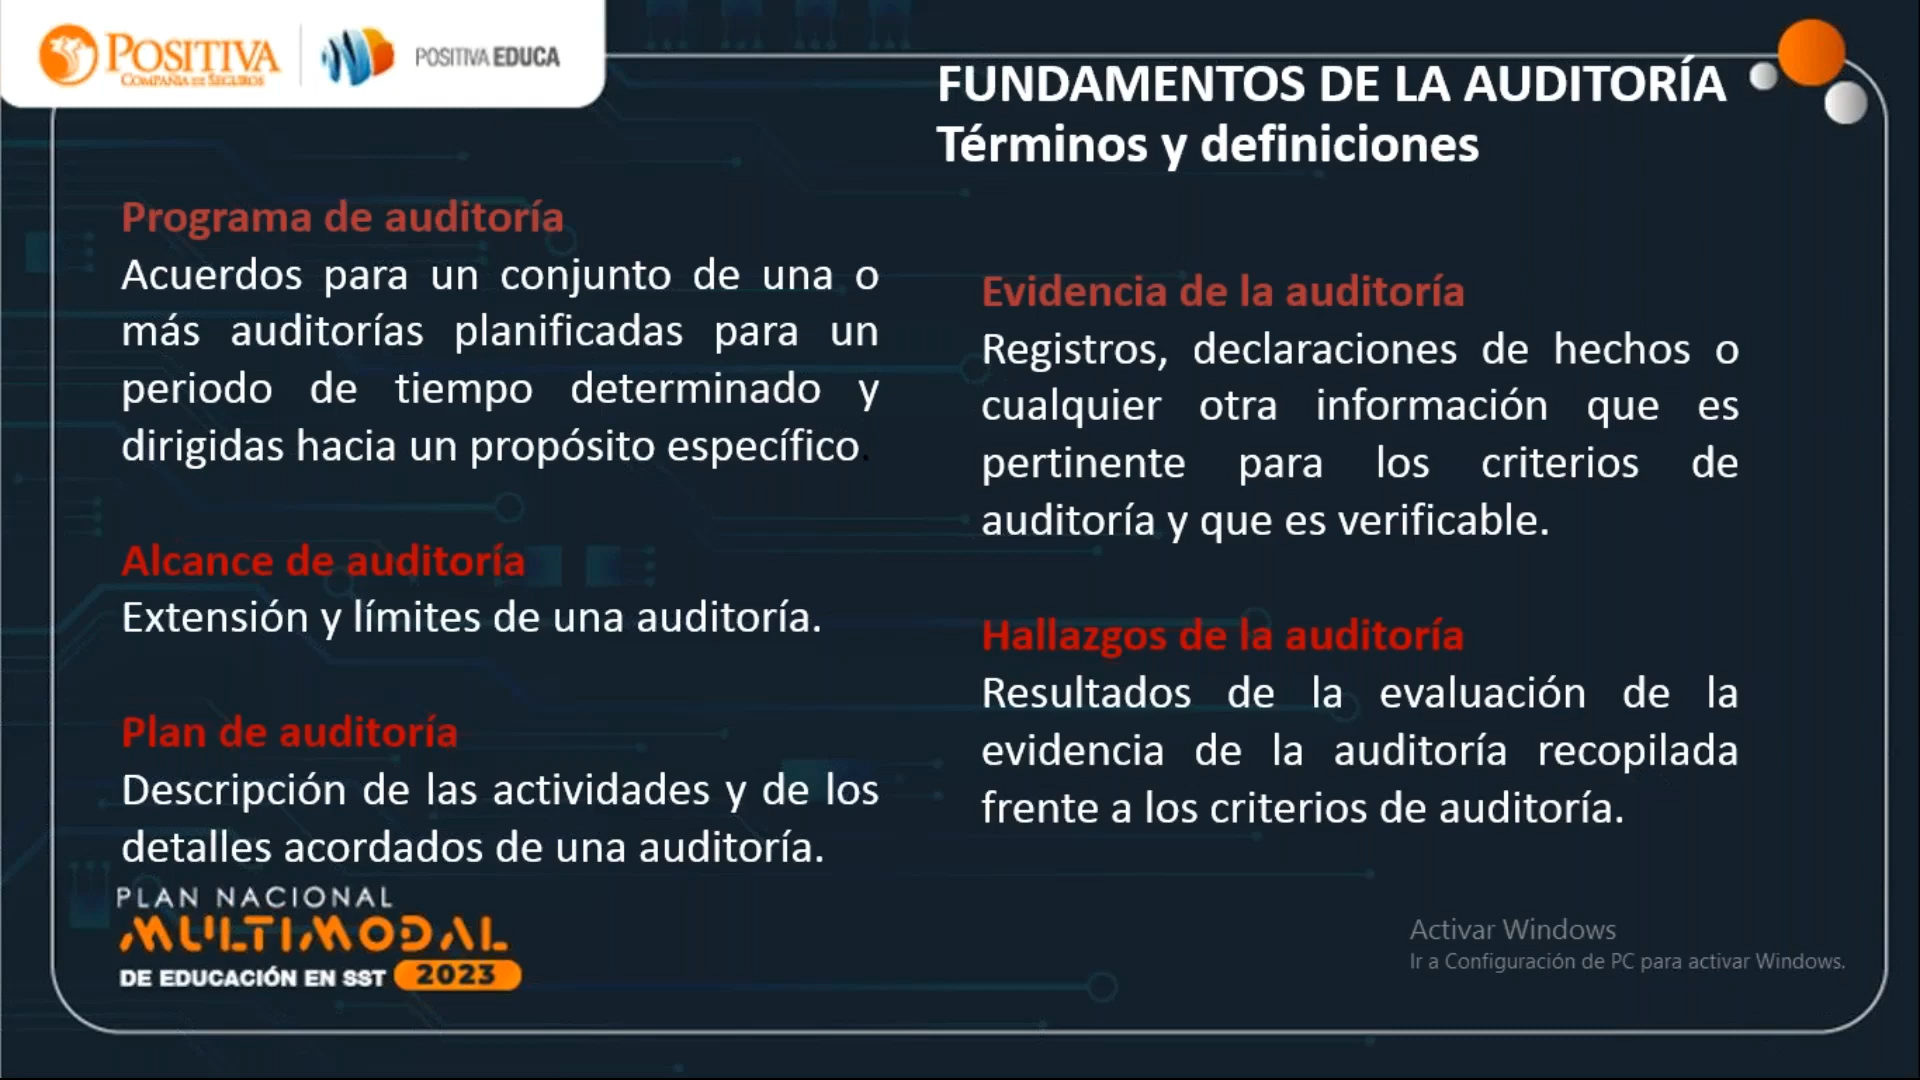 POSITIVA
COMPAÑÍA DE SEGUROS
POSITIVA EDUCA
FUNDAMENTOS DE LA AUDITORÍA
Términos y definiciones
Programa de auditoría
Acuerdos para un conjunto de una o
más auditorías planificadas para un
periodo de tiempo determinado y
dirigidas hacia un propósito específico.
Alcance de auditoría
Extensión y límites de una auditoría.
Plan de auditoría
Descripción de las actividades y de los
detalles acordados de una auditoría.
Evidencia de la auditoría
Registros, declaraciones de hechos o
cualquier otra información que es
pertinente para los criterios de
auditoría y que es verificable.
Hallazgos de la auditoría
Resultados de la evaluación de la
evidencia de la auditoría recopilada
frente a los criterios de auditoría.
PLAN NACIONAL
MULTIMODAL
DE EDUCACIÓN EN SST 2023
Activar Windows
Ir a Configuración de PC para activar Windows.